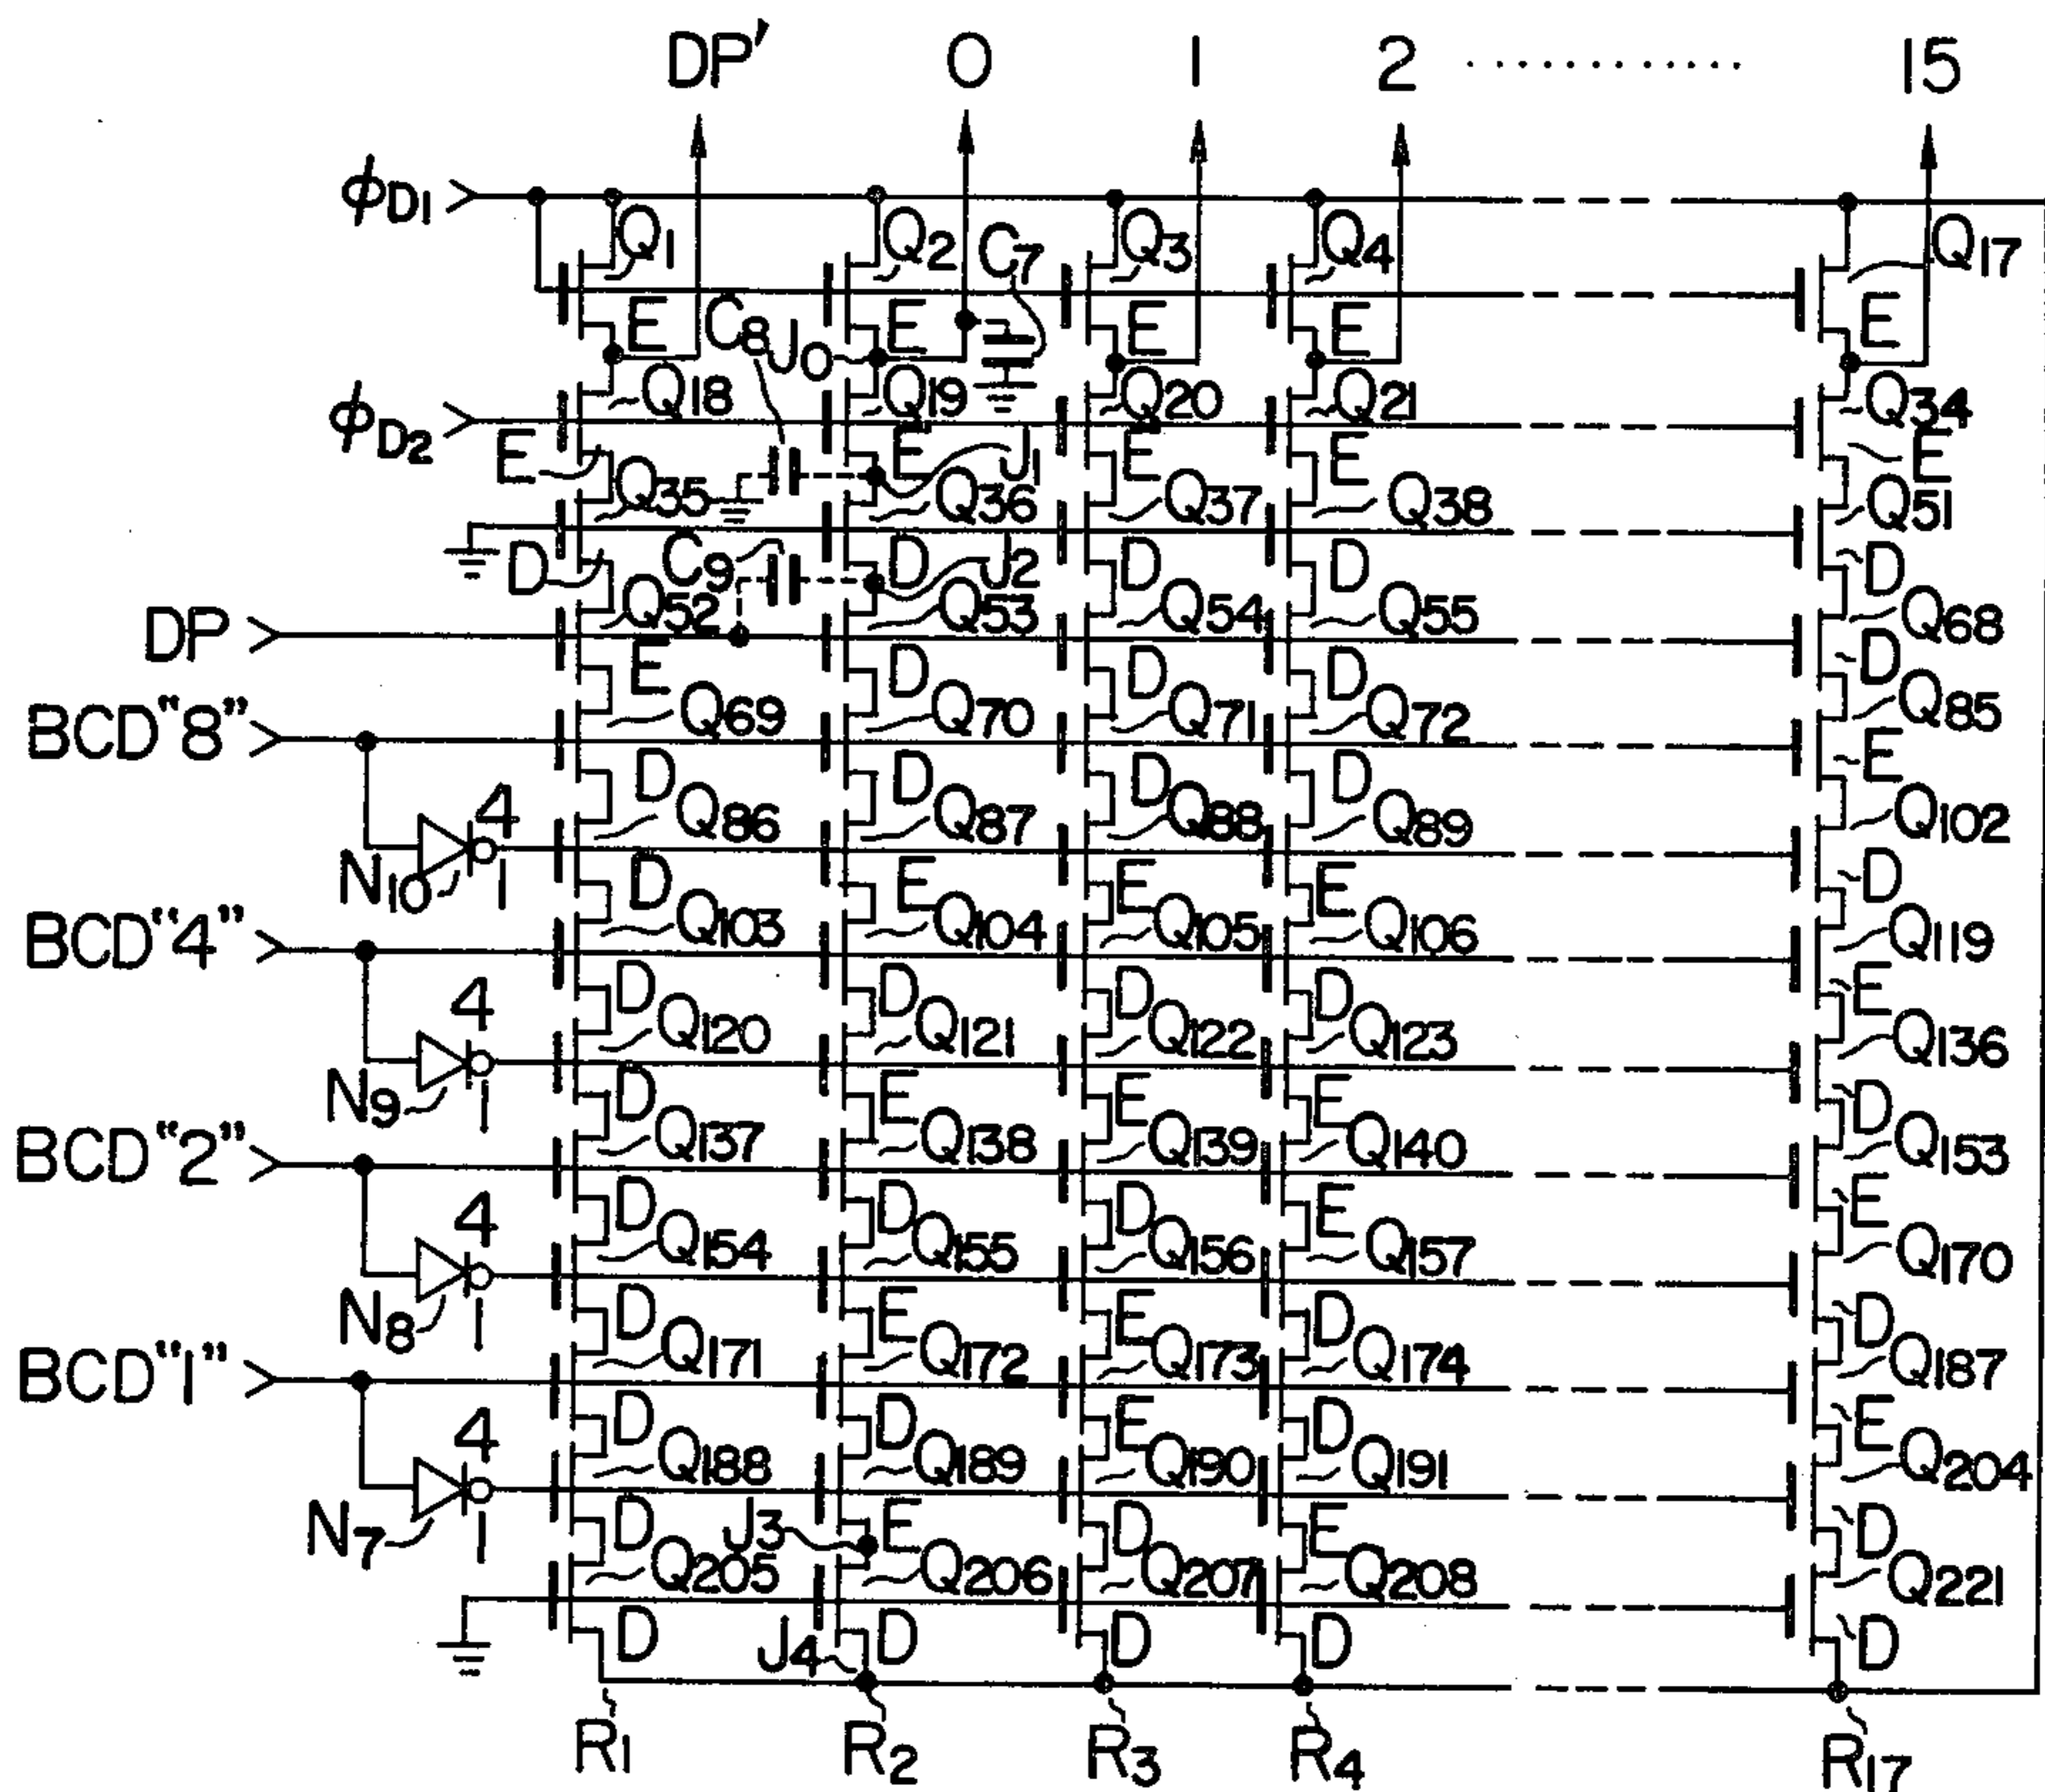 DP' 0 1 2 ............ 15
ϕD1
Q1 Q2 C7 Q3 Q4 Q17
E C8 J0 E E E E
Q18 Q19 Q20 Q21 Q34
ϕD2
E E J1 E E E
Q35 Q36 Q37 Q38 Q51
D C9 D J2 D D D
Q52 Q53 Q54 Q55 Q68
DP
E D D D D
Q69 Q70 Q71 Q72 Q85
BCD“8”
D D D D E
4 Q86 Q87 Q88 Q89 Q102
N10 1 D E E E D
Q103 Q104 Q105 Q106 Q119
BCD“4”
D D D D E
4 Q120 Q121 Q122 Q123 Q136
N9 1 D E E E D
Q137 Q138 Q139 Q140 Q153
BCD“2”
D D D E E
4 Q154 Q155 Q156 Q157 Q170
N8 1 D E E D D
Q171 Q172 Q173 Q174 Q187
BCD“1”
D D E D E
4 Q188 Q189 Q190 Q191 Q204
N7 1 D J3 E D E D
Q205 Q206 Q207 Q208 Q221
D J4 D D D D
R1 R2 R3 R4 R17